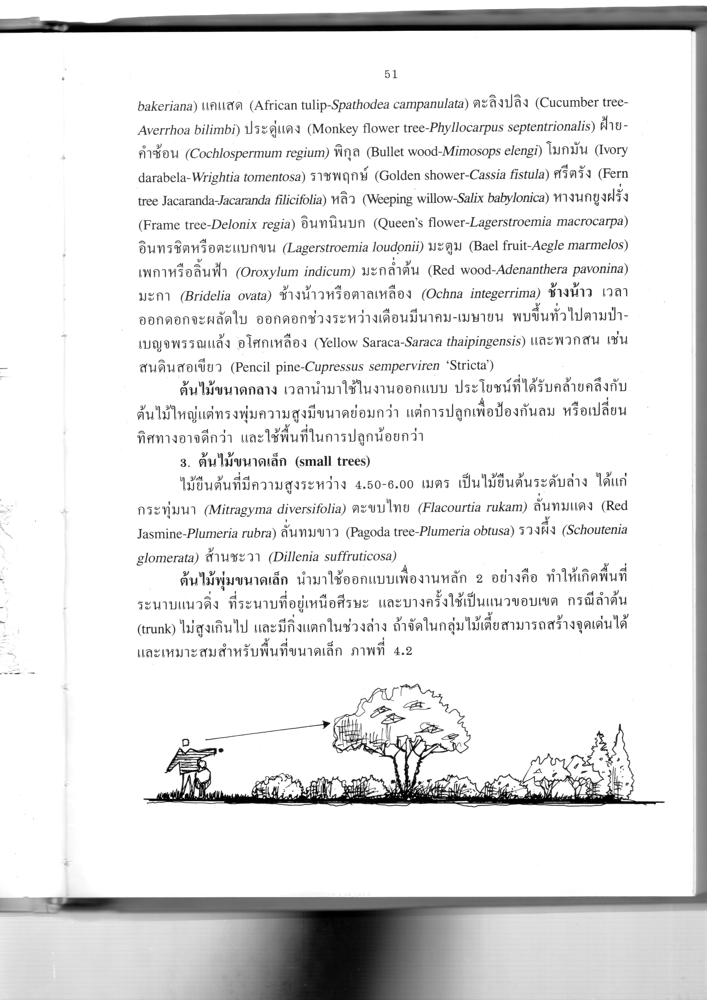 51
bakeriana) แคแสด (African tulip-Spathodea campanulata) ตะลิงปลิง (Cucumber tree-
Averrhoa bilimbi) ประดู่แดง (Monkey flower tree-Phyllocarpus septentrionalis) ฝ้าย-
คำซ้อน (Cochlospermum regium) พิกุล (Bullet wood-Mimosops elengi) โมกมัน (Ivory
darabela-Wrightia tomentosa) ราชพฤกษ์ (Golden shower-Cassia fistula) ศรีตรัง (Fern
tree Jacaranda-Jacaranda filicifolia) หลิว (Weeping willow-Salix babylonica) หางนกยูงฝรั่ง
(Frame tree-Delonix regia) อินทนินบก (Queen's flower-Lagerstroemia macrocarpa)
อินทรชิตหรือตะแบกขน (Lagerstroemia loudonii) มะตูม (Bael fruit-Aegle marmelos)
เพกาหรือลิ้นฟ้า (Oroxylum indicum) มะกล่ำต้น (Red wood-Adenanthera pavonina)
มะกา (Bridelia ovata) ช้างน้าวหรือตาลเหลือง (Ochna integerrima) ช้างน้าว เวลา
ออกดอกจะผลัดใบ ออกดอกช่วงระหว่างเดือนมีนาคม-เมษายน พบขึ้นทั่วไปตามป่า-
เบญจพรรณแล้ง อโศกเหลือง (Yellow Saraca-Saraca thaipingensis) และพวกสน เช่น
สนดินสอเขียว (Pencil pine-Cupressus semperviren ‘Stricta’)
ต้นไม้ขนาดกลาง เวลานำมาใช้ในงานออกแบบ ประโยชน์ที่ได้รับคล้ายคลึงกับ
ต้นไม้ใหญ่แต่ทรงพุ่มความสูงมีขนาดย่อมกว่า แต่การปลูกเพื่อป้องกันลม หรือเปลี่ยน
ทิศทางอาจดีกว่า และใช้พื้นที่ในการปลูกน้อยกว่า
3. ต้นไม้ขนาดเล็ก (small trees)
ไม้ยืนต้นที่มีความสูงระหว่าง 4.50-6.00 เมตร เป็นไม้ยืนต้นระดับล่าง ได้แก่
กระทุ่มนา (Mitragyma diversifolia) ตะขบไทย (Flacourtia rukam) ลั่นทมแดง (Red
Jasmine-Plumeria rubra) ลั่นทมขาว (Pagoda tree-Plumeria obtusa) รวงผึ้ง (Schoutenia
glomerata) ส้านชะวา (Dillenia suffruticosa)
ต้นไม้พุ่มขนาดเล็ก นำมาใช้ออกแบบเพื่องานหลัก 2 อย่างคือ ทำให้เกิดพื้นที่
ระนาบแนวดิ่ง ที่ระนาบที่อยู่เหนือศีรษะ และบางครั้งใช้เป็นแนวขอบเขต กรณีลำต้น
(trunk) ไม่สูงเกินไป และมีกิ่งแตกในช่วงล่าง ถ้าจัดในกลุ่มไม้เตี้ยสามารถสร้างจุดเด่นได้
และเหมาะสมสำหรับพื้นที่ขนาดเล็ก ภาพที่ 4.2